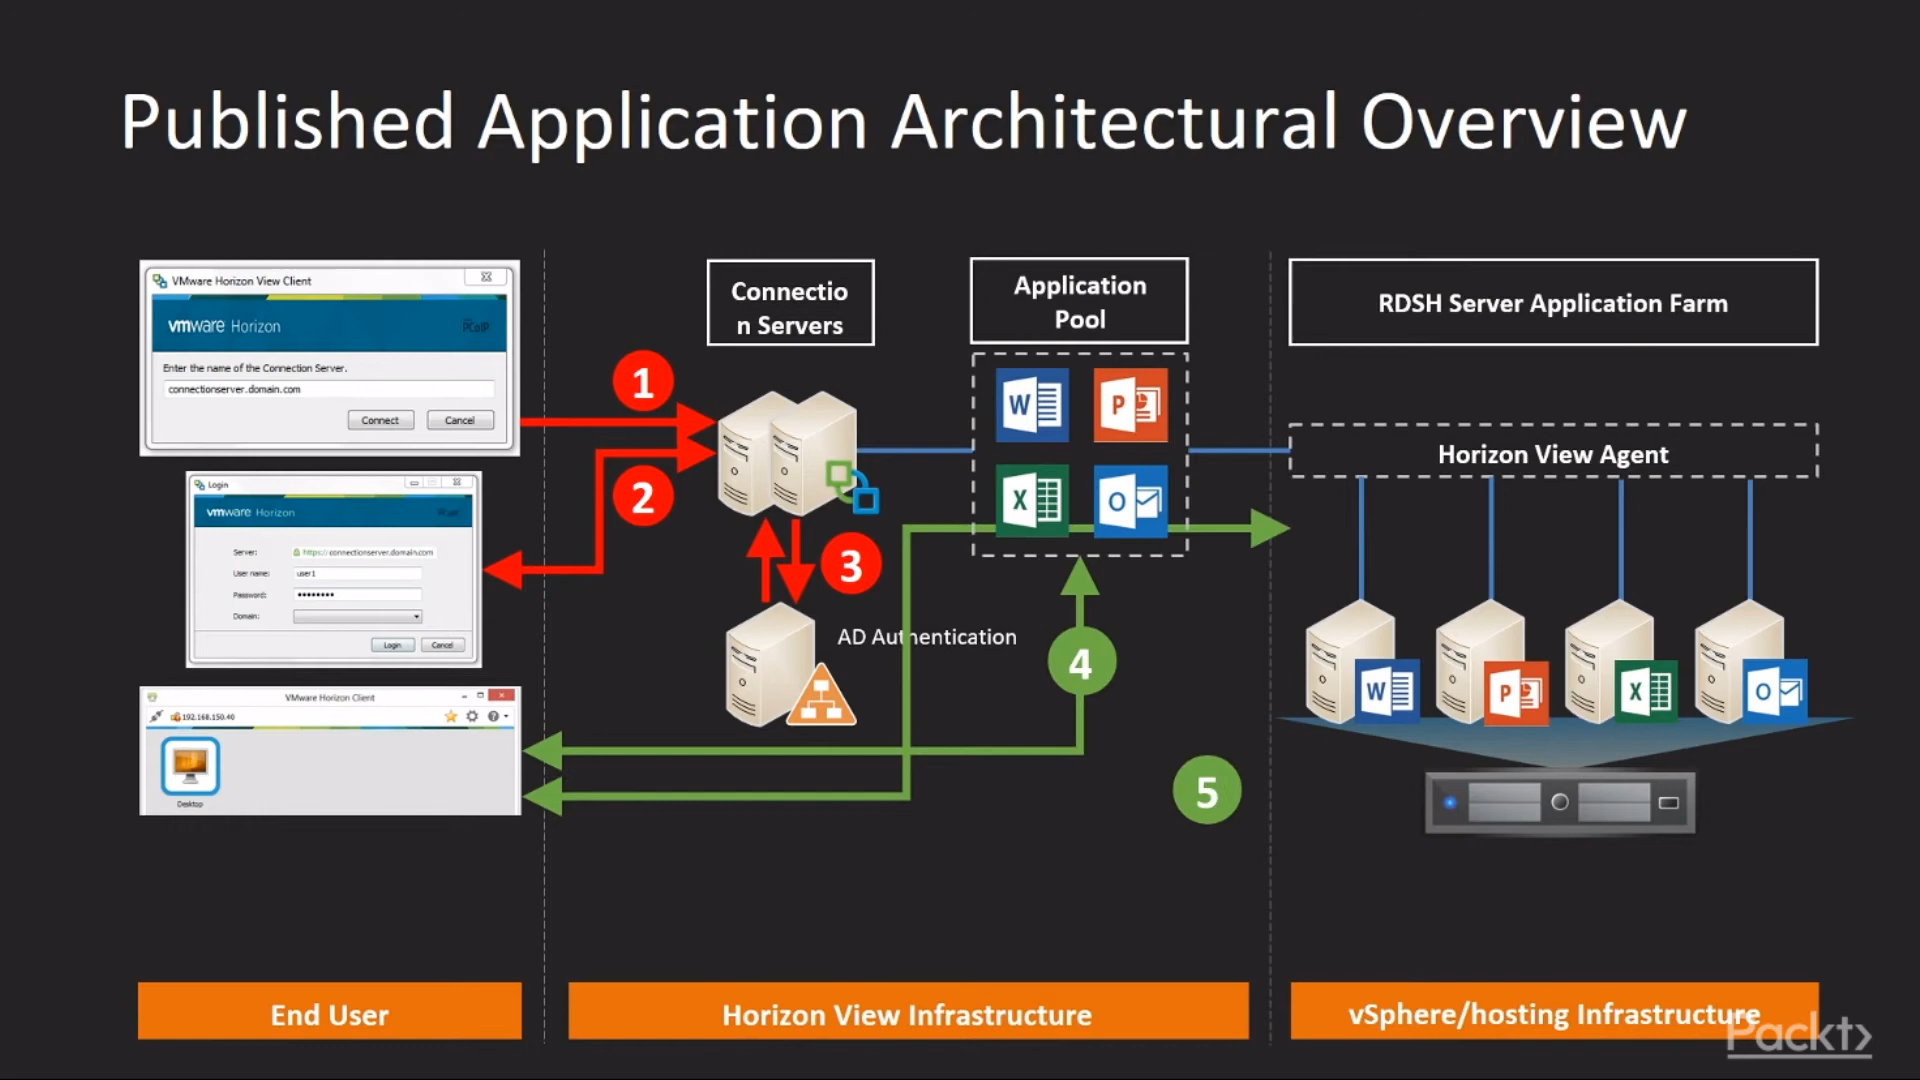 Published Application Architectural Overview
VMware Horizon View Client
vmware Horizon
PCoIP
Enter the name of the Connection Server.
connectionserver.domain.com
Connect
Cancel
Login
vmware Horizon
Server:
https://connectionserver.domain.com
User name:
user1
Password:
••••••••
Domain:
Login
Cancel
VMware Horizon Client
192.168.150.40
Desktop
1
2
Connectio
n Servers
3
AD Authentication
Application
Pool
W
P
X
O
4
5
RDSH Server Application Farm
Horizon View Agent
W
P
X
O
End User
Horizon View Infrastructure
vSphere/hosting Infrastructure
Packt>